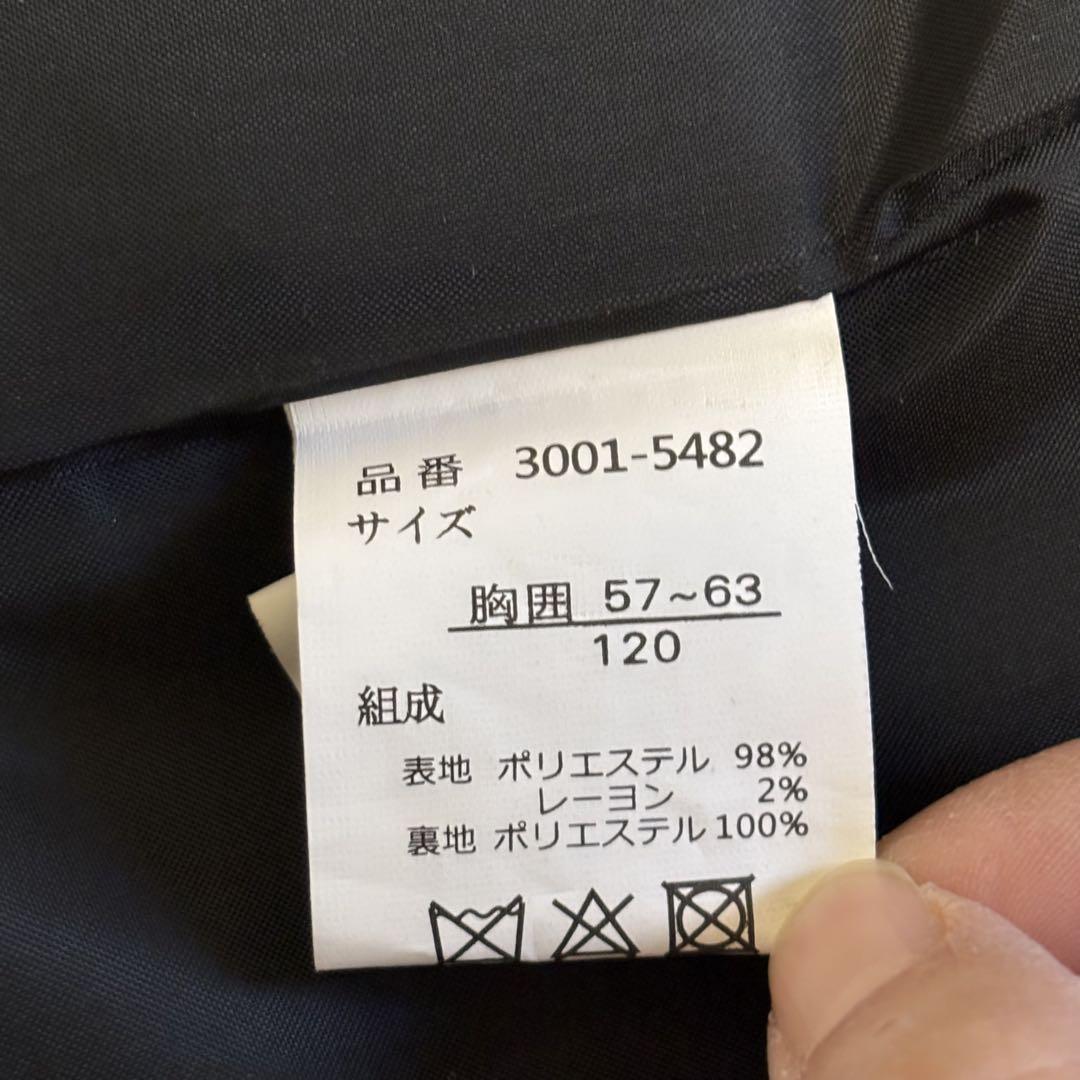 品番 3001-5482
サイズ
胸囲 57~63
120
組成
表地 ポリエステル 98%
レーヨン 2%
裏地 ポリエステル 100%